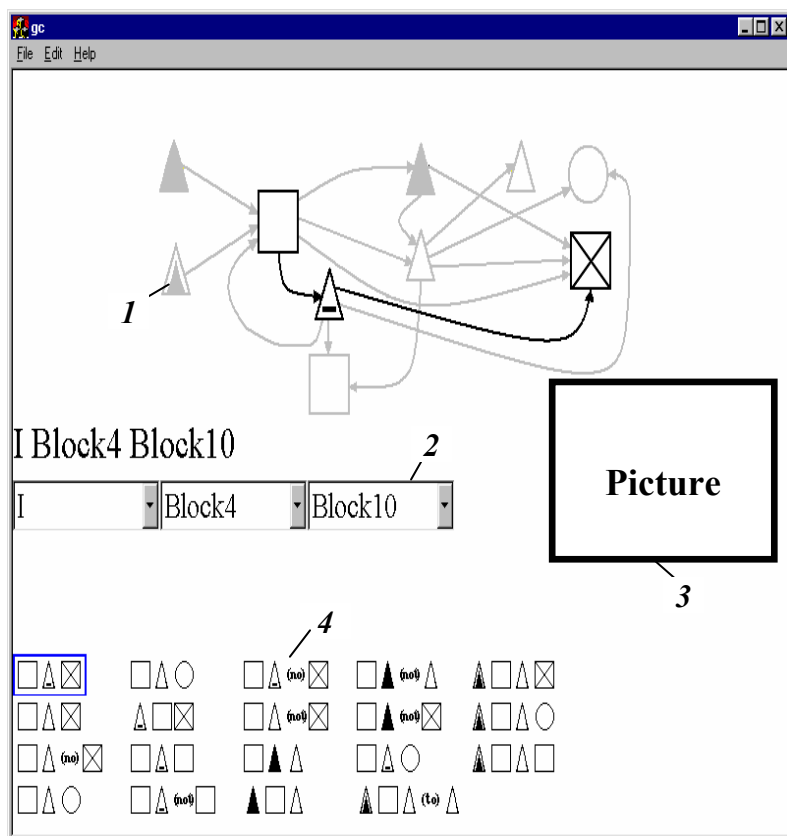 gc
File Edit Help
1
I Block4 Block10
2
I Block4 Block10
Picture
3
4
(no) (not)
(not) (not)
(no)
(not) (to)